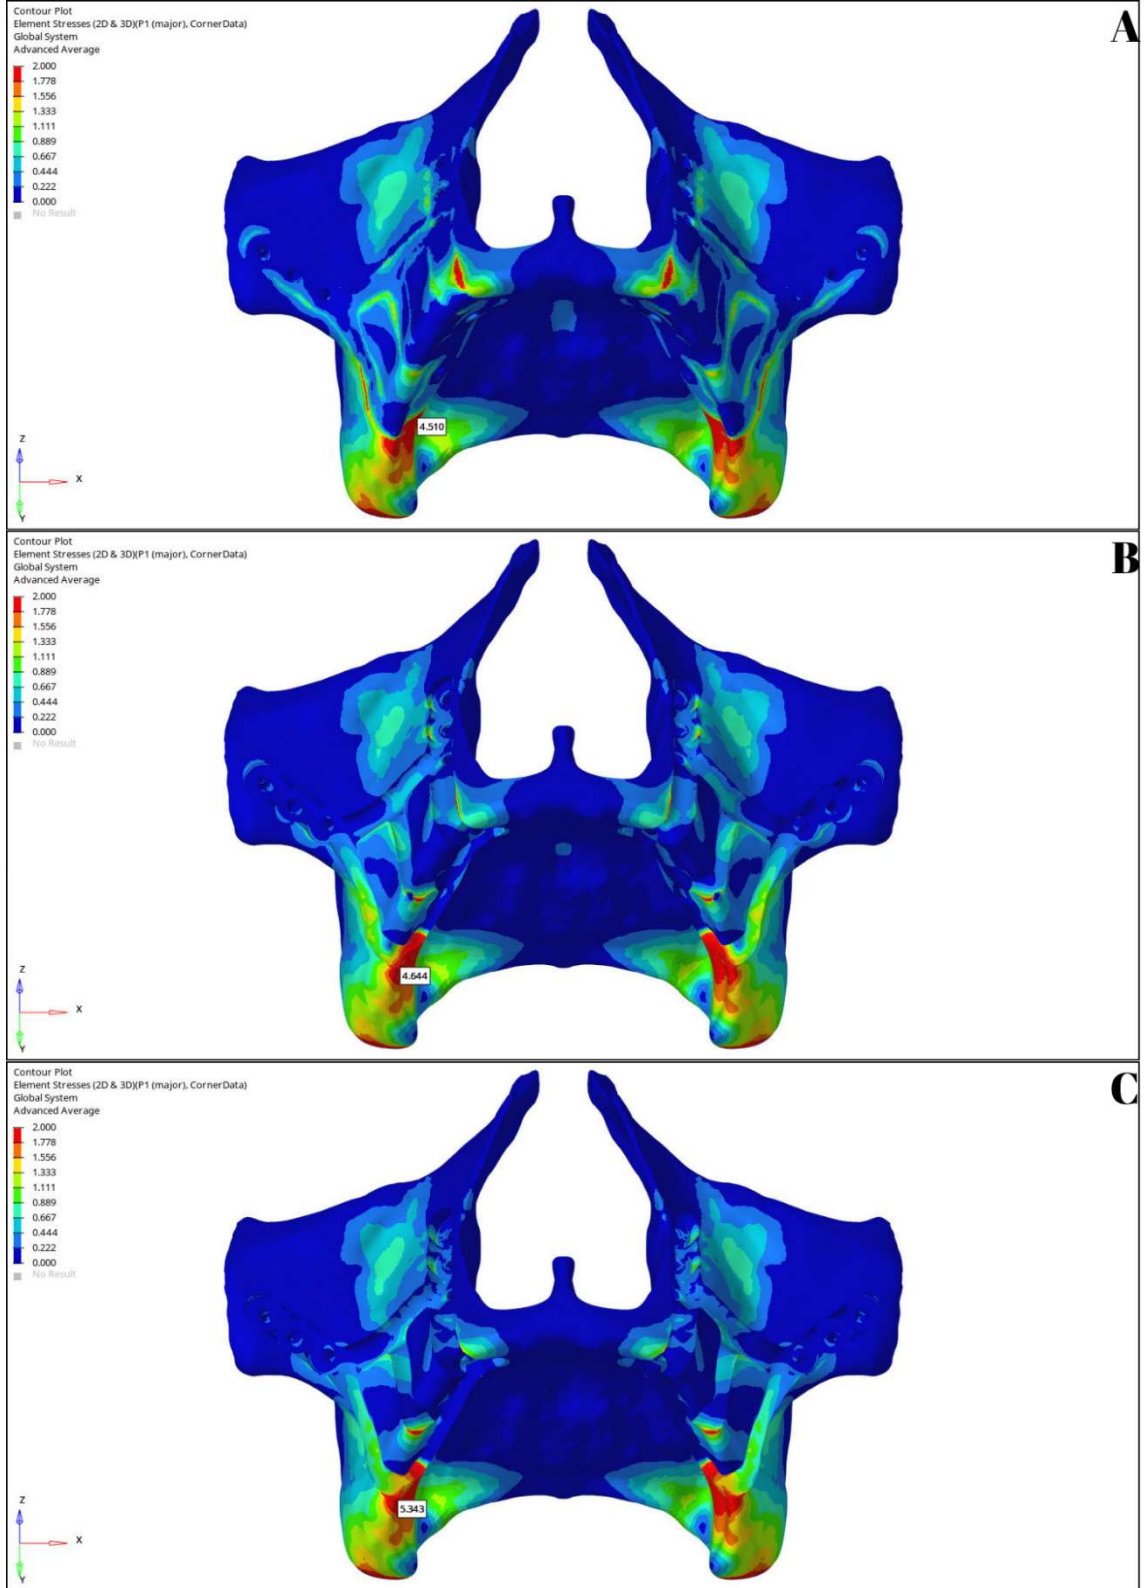 Contour Plot
Element Stresses (2D & 3D)(P1 (major), CornerData)
Global System
Advanced Average
2.000
1.778
1.556
1.333
1.111
0.889
0.667
0.444
0.222
0.000
No Result
A
4.510
Z
X
Y
Contour Plot
Element Stresses (2D & 3D)(P1 (major), CornerData)
Global System
Advanced Average
2.000
1.778
1.556
1.333
1.111
0.889
0.667
0.444
0.222
0.000
No Result
B
4.644
Z
X
Y
Contour Plot
Element Stresses (2D & 3D)(P1 (major), CornerData)
Global System
Advanced Average
2.000
1.778
1.556
1.333
1.111
0.889
0.667
0.444
0.222
0.000
No Result
C
5.343
Z
X
Y